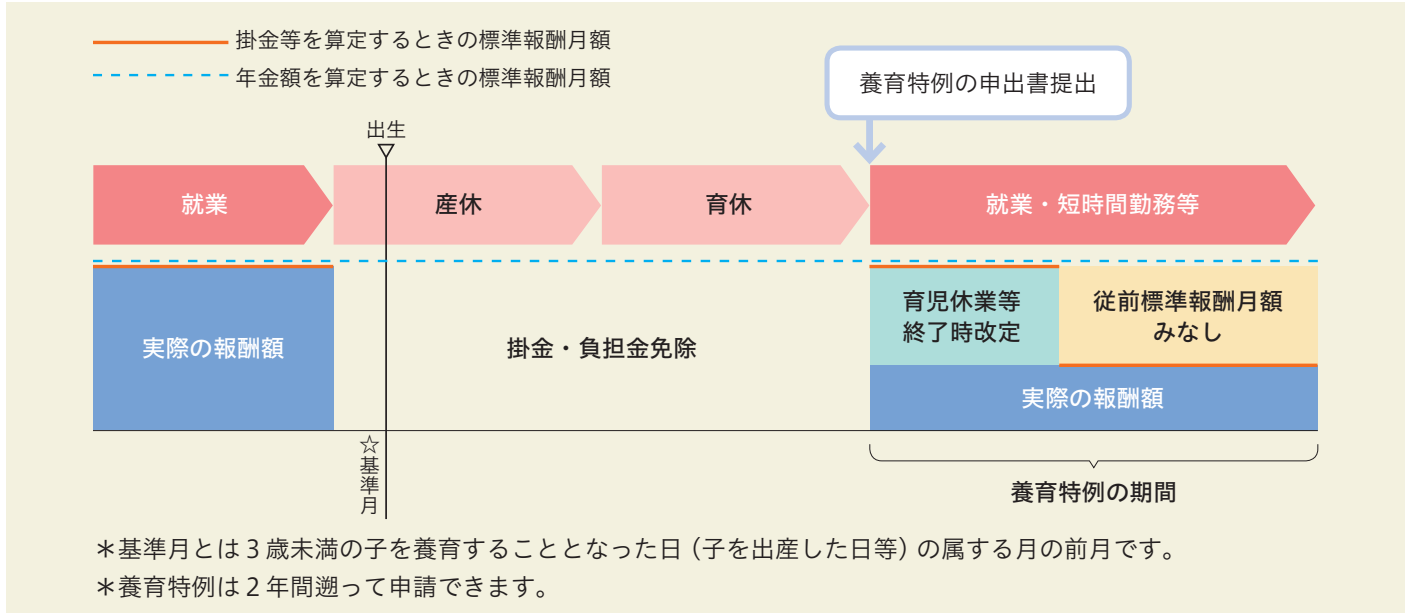 掛金等を算定するときの標準報酬月額
年金額を算定するときの標準報酬月額
養育特例の申出書提出
出生
就業
産休
育休
就業・短時間勤務等
実際の報酬額
掛金・負担金免除
育児休業等
終了時改定
従前標準報酬月額
みなし
実際の報酬額
☆基準月
養育特例の期間
＊基準月とは3歳未満の子を養育することとなった日（子を出産した日等）の属する月の前月です。
＊養育特例は2年間遡って申請できます。